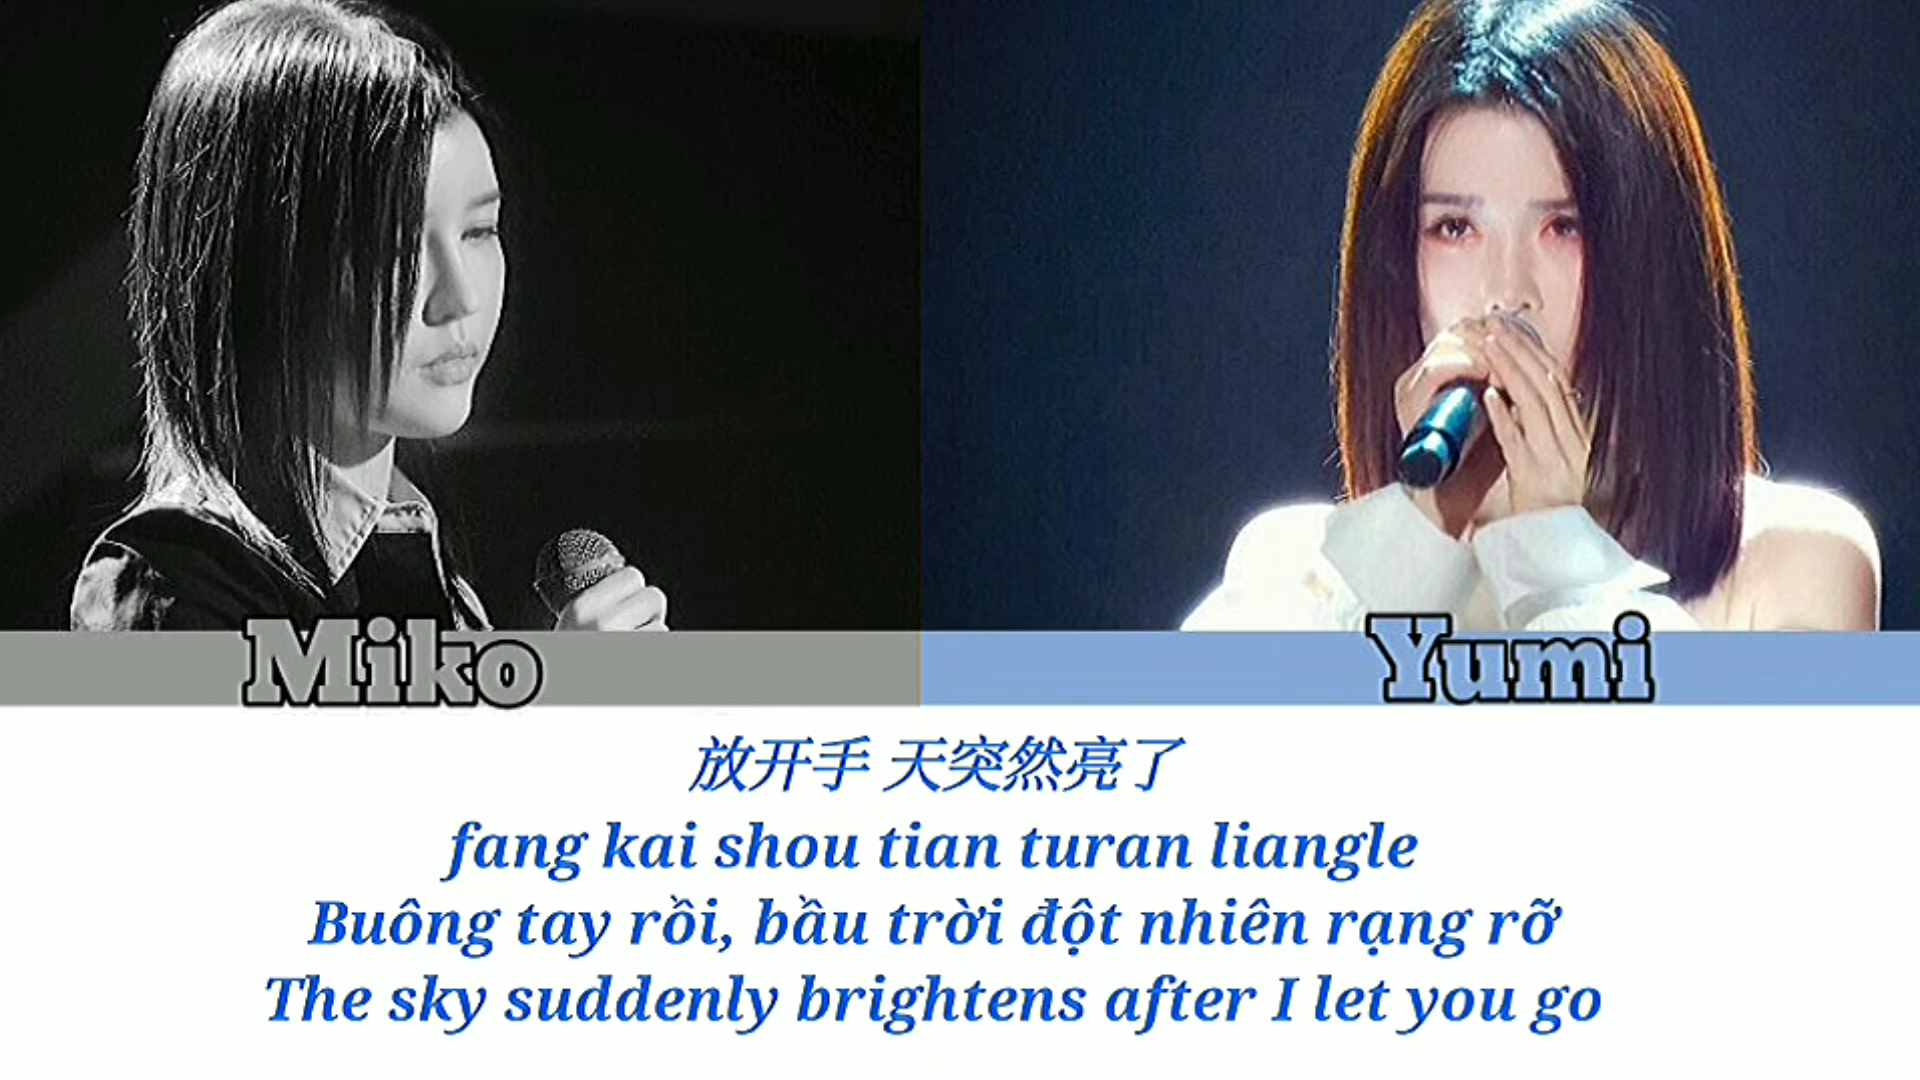 Miko
Yumi
放开手 天突然亮了
fang kai shou tian turan liangle
Buông tay rồi, bầu trời đột nhiên rạng rỡ
The sky suddenly brightens after I let you go